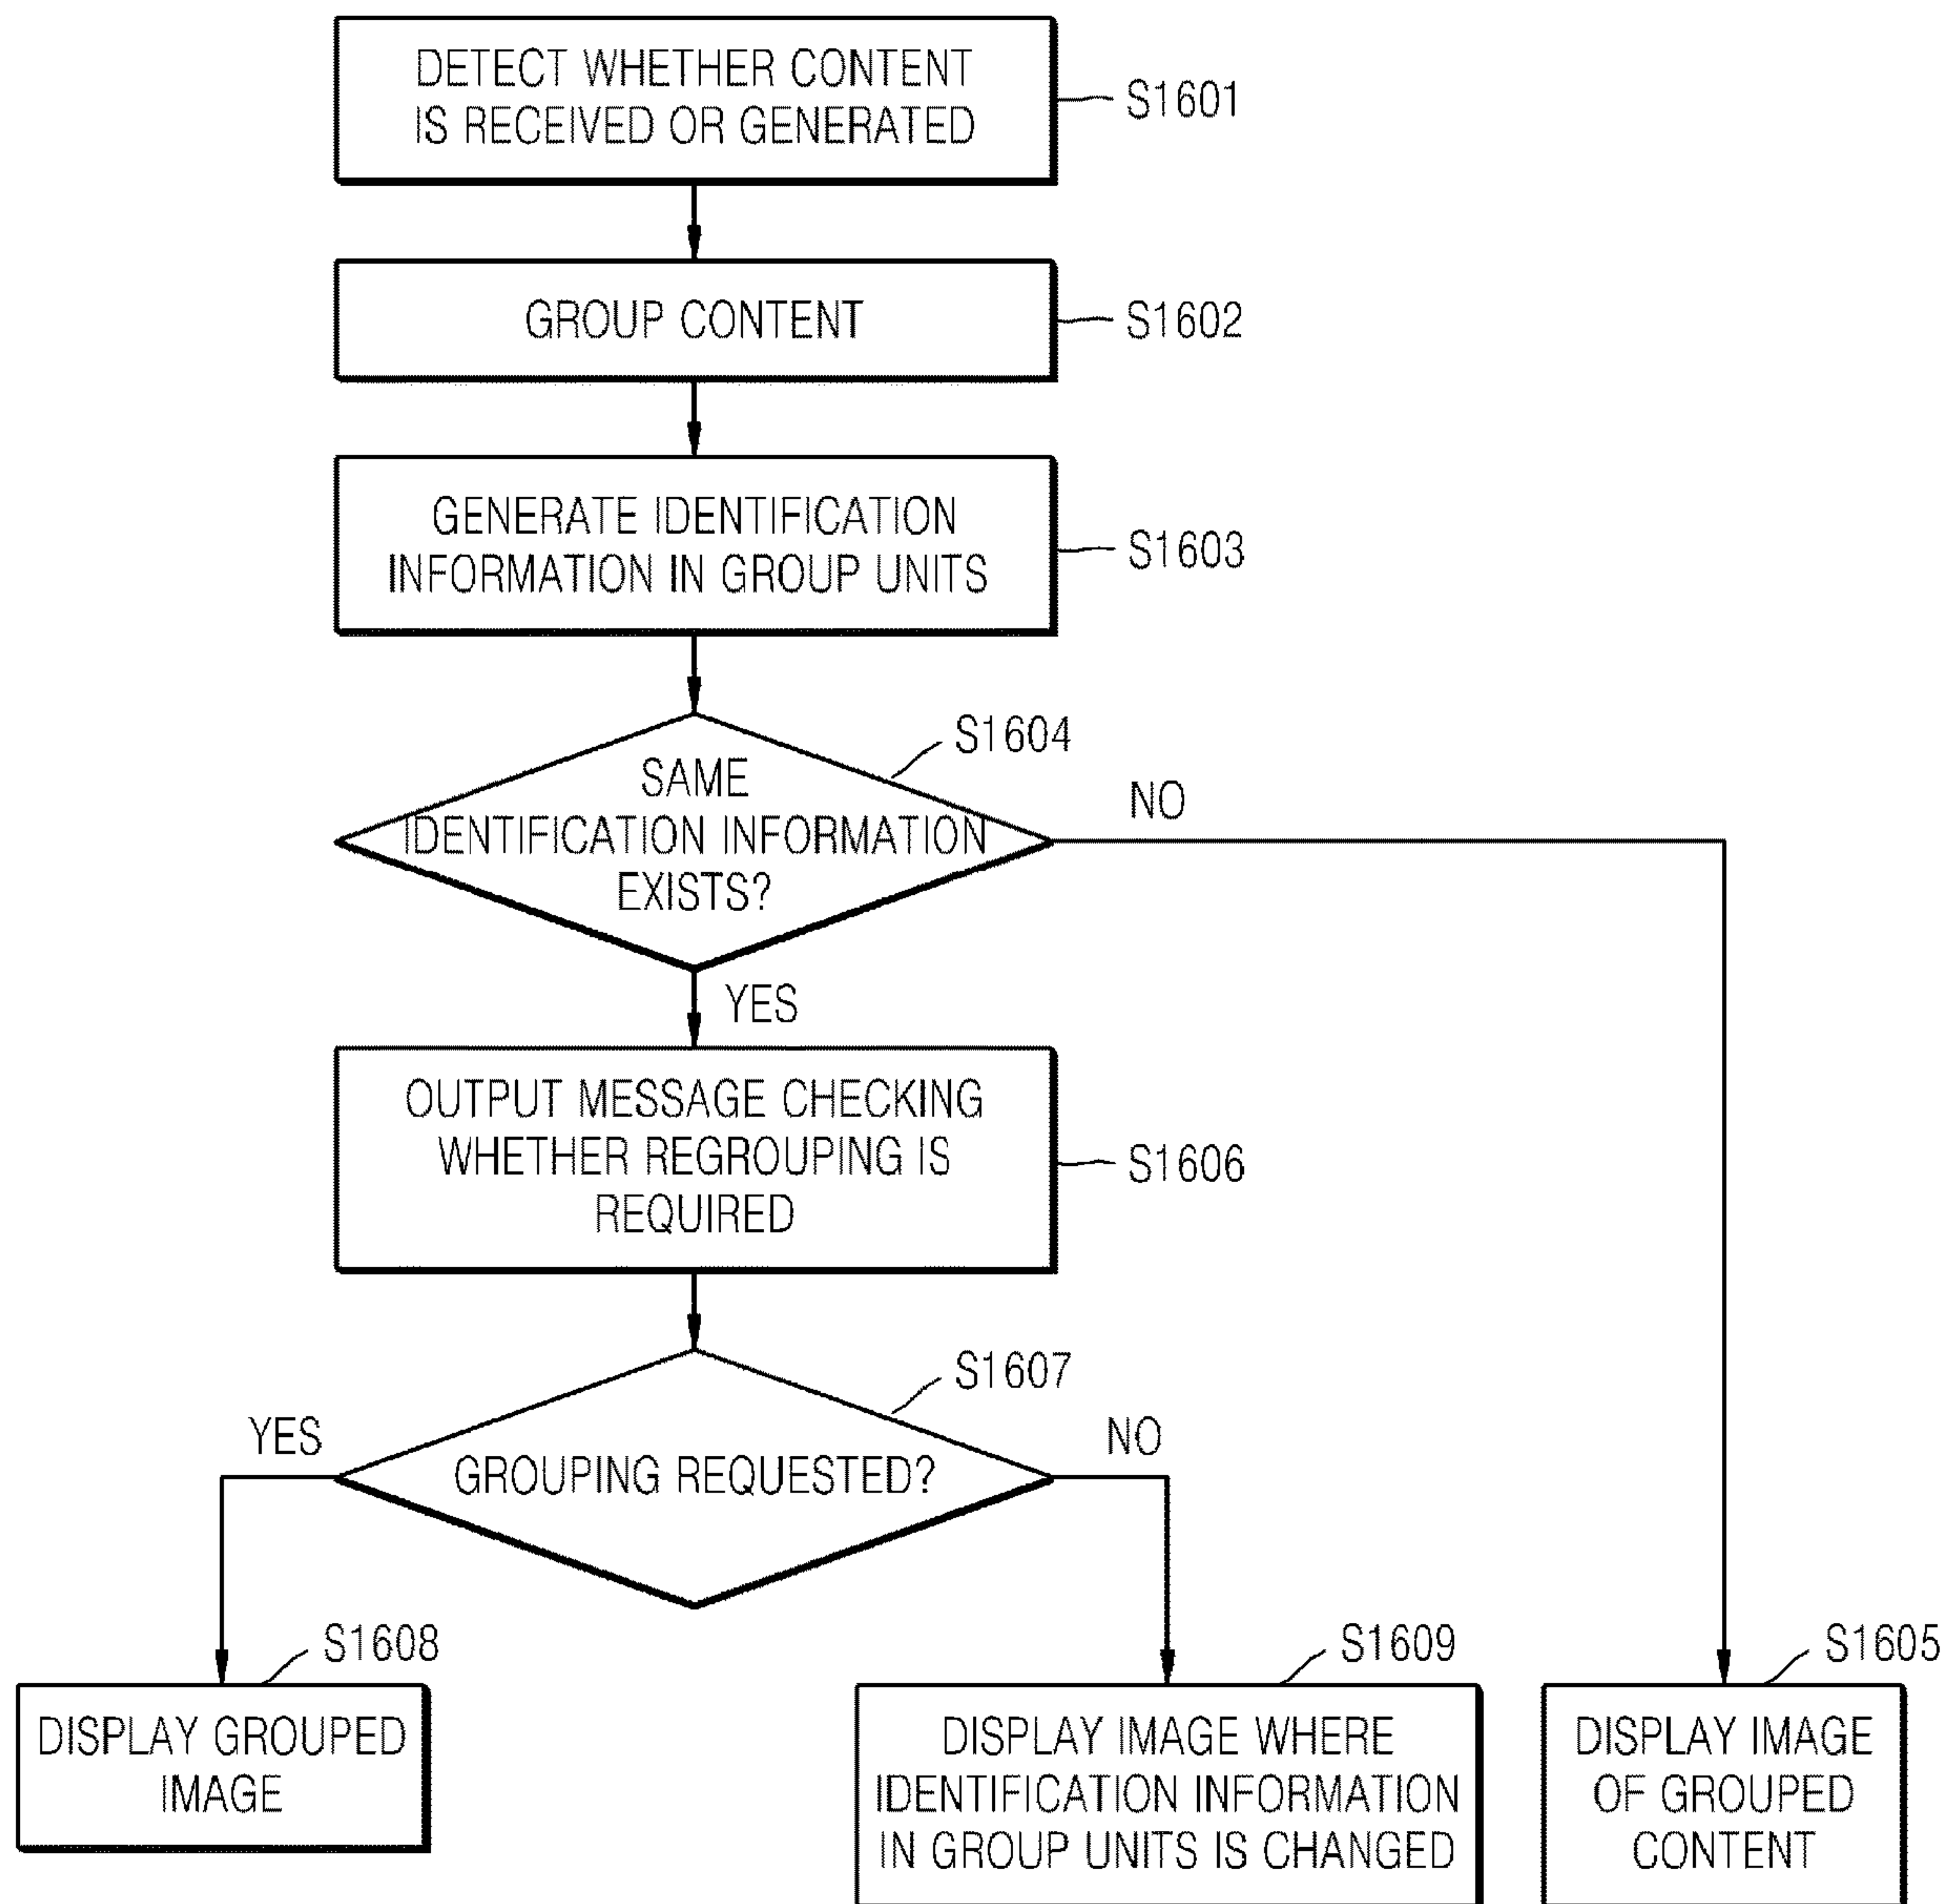 DETECT WHETHER CONTENT
IS RECEIVED OR GENERATED
S1601
GROUP CONTENT
S1602
GENERATE IDENTIFICATION
INFORMATION IN GROUP UNITS
S1603
S1604
SAME
IDENTIFICATION INFORMATION
EXISTS?
NO
YES
OUTPUT MESSAGE CHECKING
WHETHER REGROUPING IS
REQUIRED
S1606
S1607
YES
GROUPING REQUESTED?
NO
S1608
DISPLAY GROUPED
IMAGE
S1609
DISPLAY IMAGE WHERE
IDENTIFICATION INFORMATION
IN GROUP UNITS IS CHANGED
S1605
DISPLAY IMAGE
OF GROUPED
CONTENT